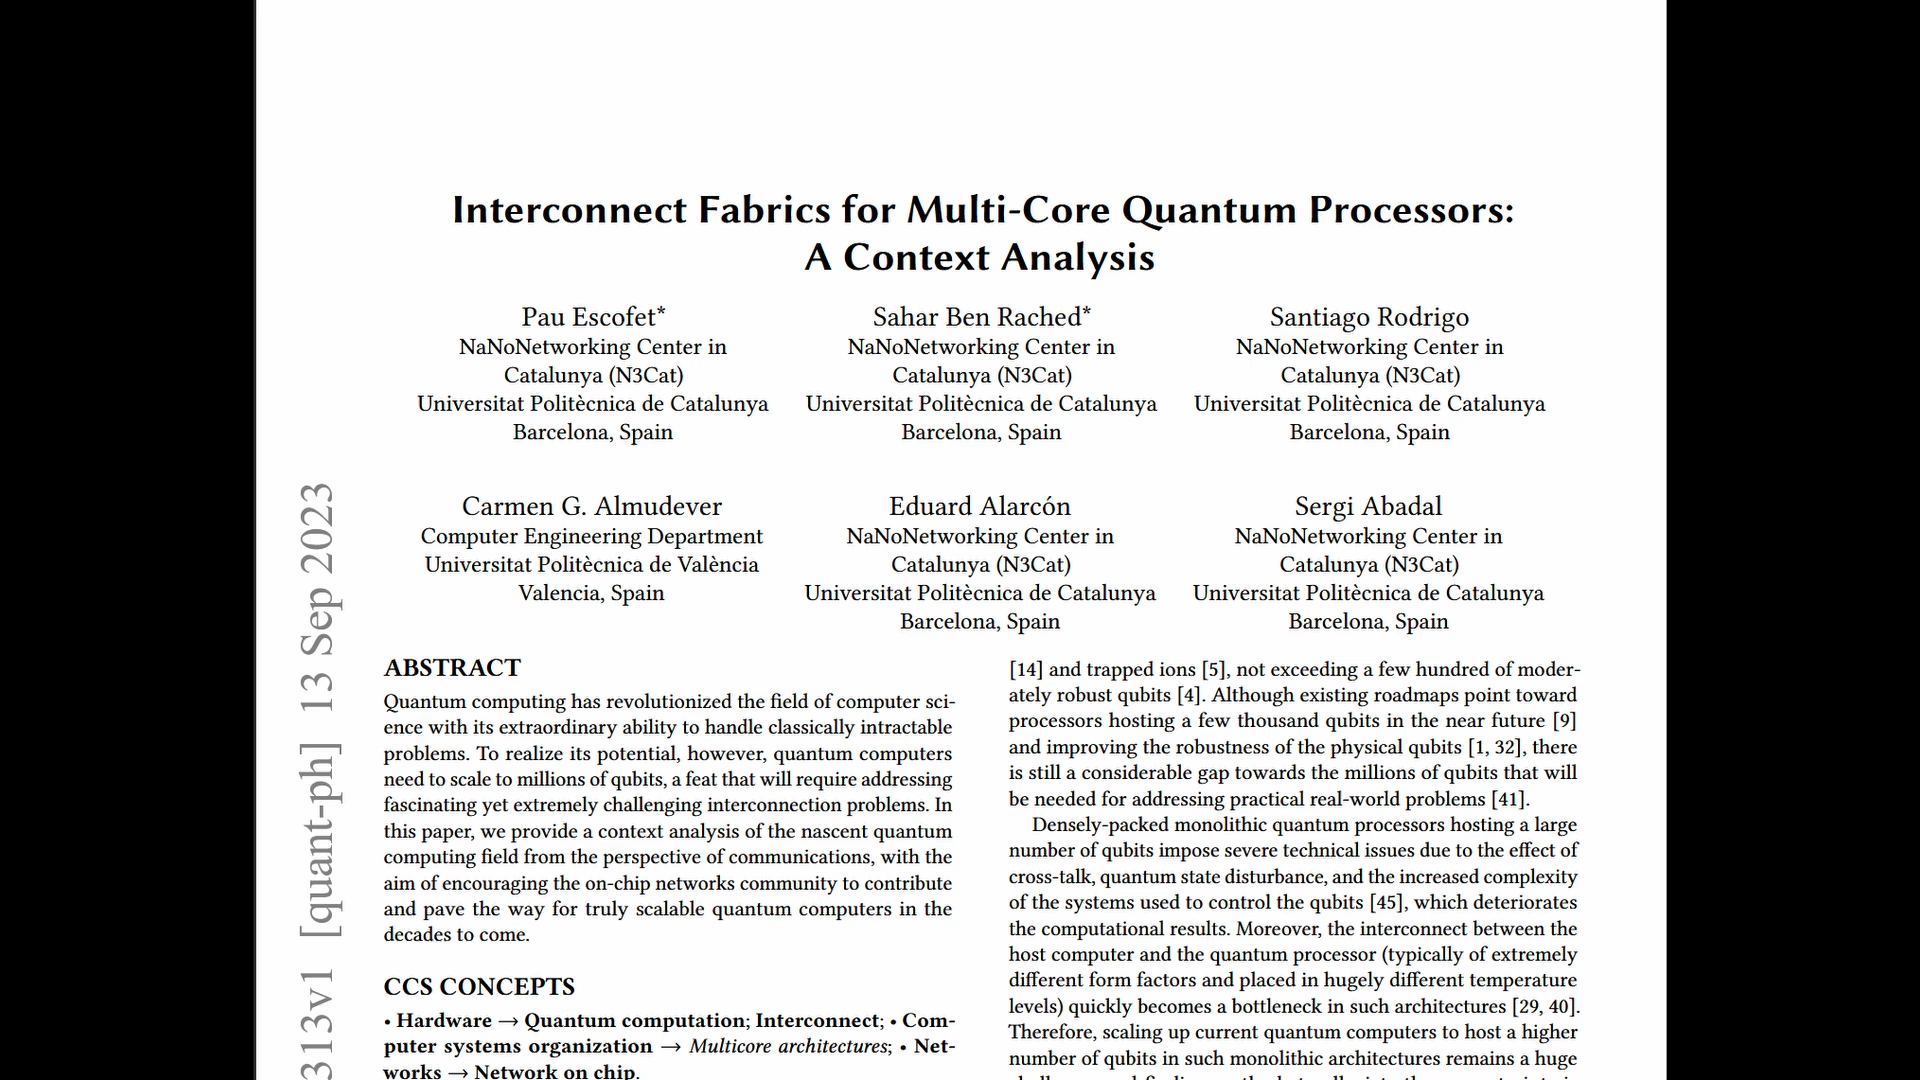 Interconnect Fabrics for Multi-Core Quantum Processors:
A Context Analysis
Pau Escofet*
NaNoNetworking Center in
Catalunya (N3Cat)
Universitat Politècnica de Catalunya
Barcelona, Spain
Sahar Ben Rached*
NaNoNetworking Center in
Catalunya (N3Cat)
Universitat Politècnica de Catalunya
Barcelona, Spain
Santiago Rodrigo
NaNoNetworking Center in
Catalunya (N3Cat)
Universitat Politècnica de Catalunya
Barcelona, Spain
Carmen G. Almudever
Computer Engineering Department
Universitat Politècnica de València
Valencia, Spain
Eduard Alarcón
NaNoNetworking Center in
Catalunya (N3Cat)
Universitat Politècnica de Catalunya
Barcelona, Spain
Sergi Abadal
NaNoNetworking Center in
Catalunya (N3Cat)
Universitat Politècnica de Catalunya
Barcelona, Spain
313v1 [quant-ph] 13 Sep 2023
ABSTRACT
Quantum computing has revolutionized the field of computer sci-
ence with its extraordinary ability to handle classically intractable
problems. To realize its potential, however, quantum computers
need to scale to millions of qubits, a feat that will require addressing
fascinating yet extremely challenging interconnection problems. In
this paper, we provide a context analysis of the nascent quantum
computing field from the perspective of communications, with the
aim of encouraging the on-chip networks community to contribute
and pave the way for truly scalable quantum computers in the
decades to come.
CCS CONCEPTS
• Hardware → Quantum computation; Interconnect; • Com-
puter systems organization → Multicore architectures; • Net-
works → Network on chip.
[14] and trapped ions [5], not exceeding a few hundred of moder-
ately robust qubits [4]. Although existing roadmaps point toward
processors hosting a few thousand qubits in the near future [9]
and improving the robustness of the physical qubits [1, 32], there
is still a considerable gap towards the millions of qubits that will
be needed for addressing practical real-world problems [41].
Densely-packed monolithic quantum processors hosting a large
number of qubits impose severe technical issues due to the effect of
cross-talk, quantum state disturbance, and the increased complexity
of the systems used to control the qubits [45], which deteriorates
the computational results. Moreover, the interconnect between the
host computer and the quantum processor (typically of extremely
different form factors and placed in hugely different temperature
levels) quickly becomes a bottleneck in such architectures [29, 40].
Therefore, scaling up current quantum computers to host a higher
number of qubits in such monolithic architectures remains a huge